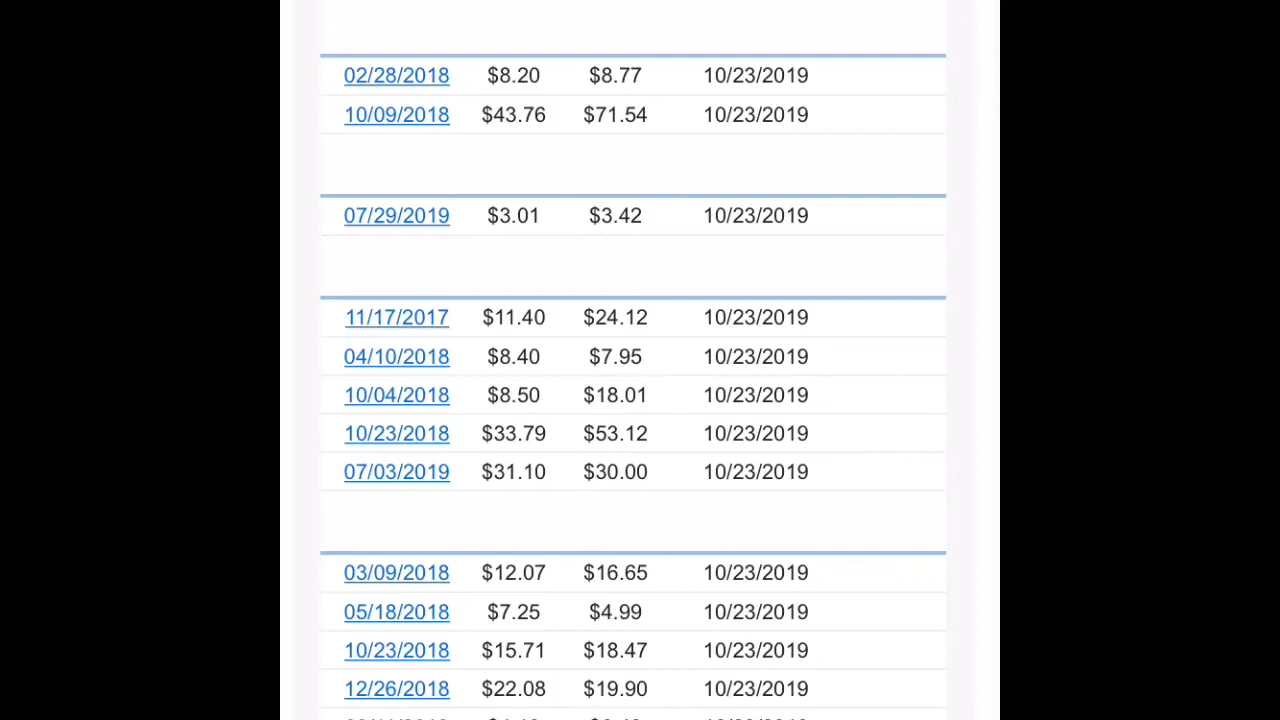 02/28/2018 $8.20 $8.77 10/23/2019
10/09/2018 $43.76 $71.54 10/23/2019
07/29/2019 $3.01 $3.42 10/23/2019
11/17/2017 $11.40 $24.12 10/23/2019
04/10/2018 $8.40 $7.95 10/23/2019
10/04/2018 $8.50 $18.01 10/23/2019
10/23/2018 $33.79 $53.12 10/23/2019
07/03/2019 $31.10 $30.00 10/23/2019
03/09/2018 $12.07 $16.65 10/23/2019
05/18/2018 $7.25 $4.99 10/23/2019
10/23/2018 $15.71 $18.47 10/23/2019
12/26/2018 $22.08 $19.90 10/23/2019